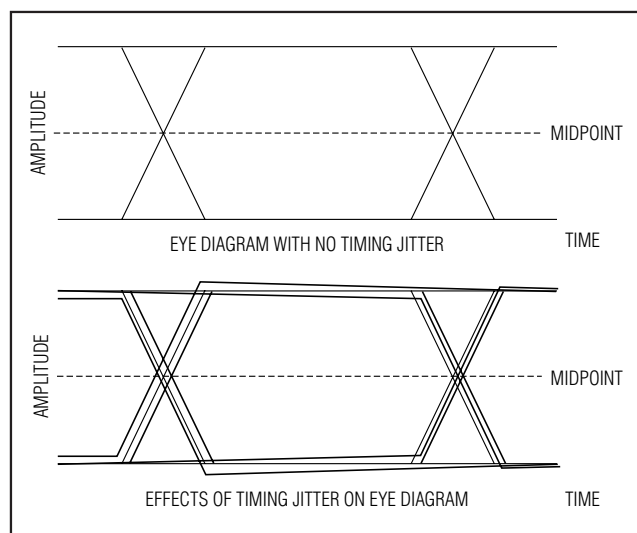 AMPLITUDE
MIDPOINT
EYE DIAGRAM WITH NO TIMING JITTER
TIME
AMPLITUDE
MIDPOINT
EFFECTS OF TIMING JITTER ON EYE DIAGRAM
TIME